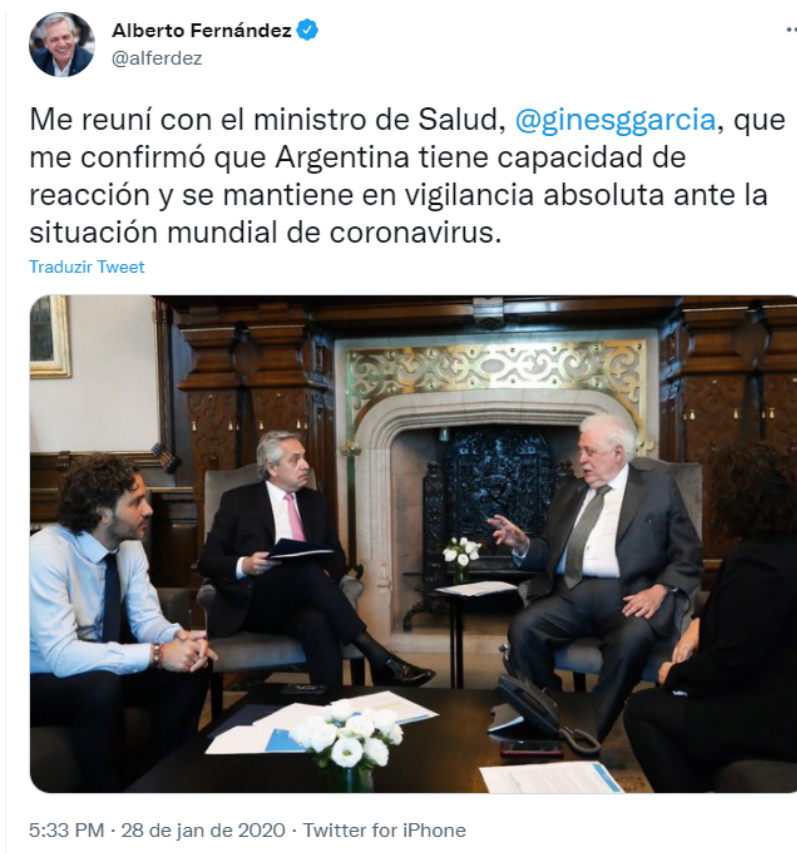 Alberto Fernández
@alferdez
Me reuní con el ministro de Salud, @ginesggarcia, que
me confirmó que Argentina tiene capacidad de
reacción y se mantiene en vigilancia absoluta ante la
situación mundial de coronavirus.
Traduzir Tweet
5:33 PM · 28 de jan de 2020 · Twitter for iPhone